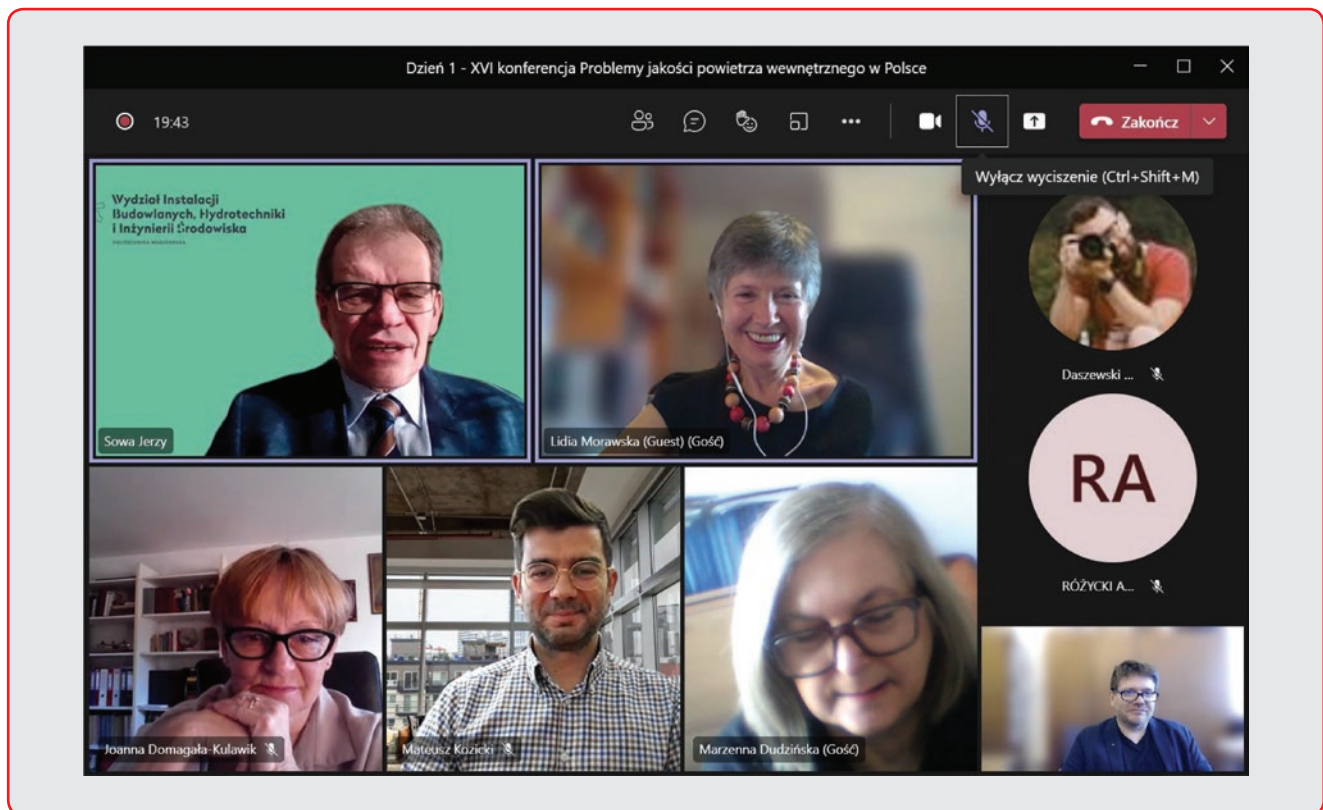 Dzień 1 - XVI konferencja Problemy jakości powietrza wewnętrznego w Polsce
19:43
Zakończ
Wyłącz wyciszenie (Ctrl+Shift+M)
Wydział Instalacji
Budowlanych, Hydrotechniki
i Inżynierii Środowiska
POLITECHNIKA WARSZAWSKA
Sowa Jerzy
Lidia Morawska (Guest) (Gość)
Daszewski ...
RA
RÓŻYCKI A...
Joanna Domagała-Kulawik
Mateusz Kozicki
Marzenna Dudzińska (Gość)